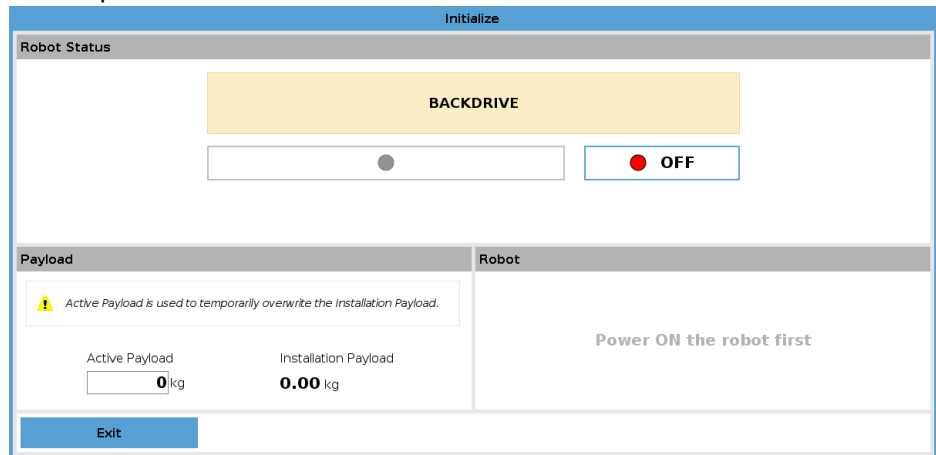 Initialize
Robot Status
BACKDRIVE
OFF
Payload
Robot
Active Payload is used to temporarily overwrite the Installation Payload.
Power ON the robot first
Active Payload
Installation Payload
0 kg
0.00 kg
Exit